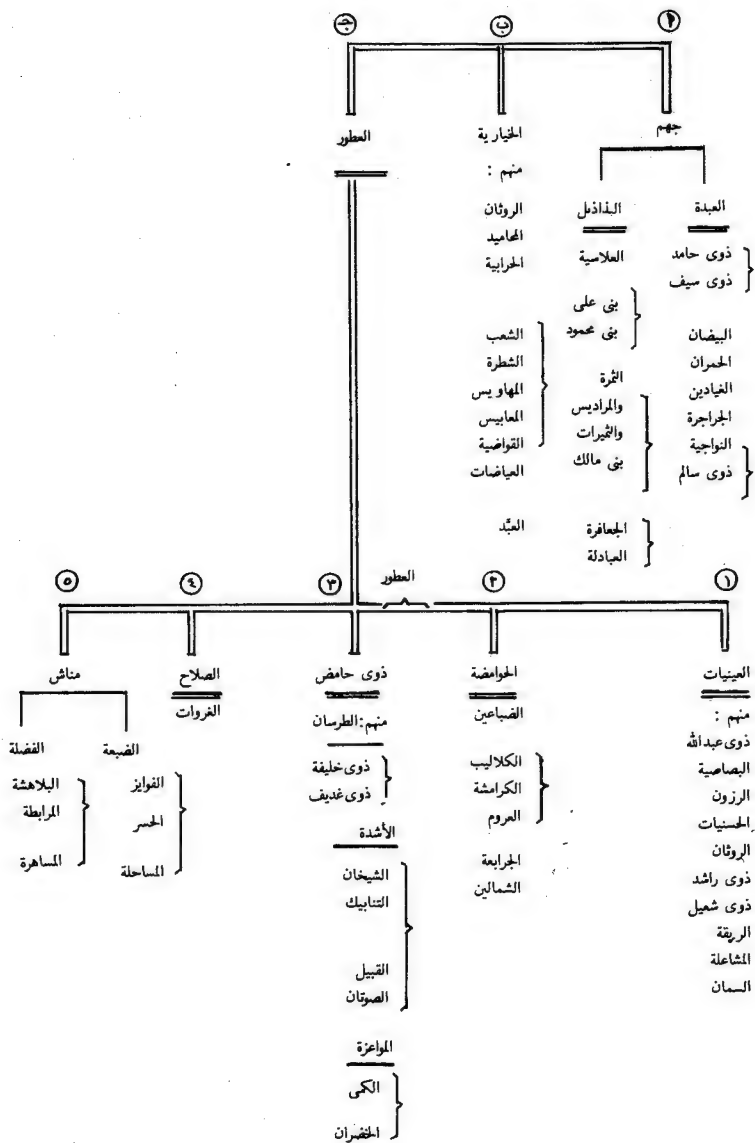 أ
جهم
العبدة
ذوى حامد
ذوى سيف
البيضان
الحمران
الغيادين
الجراجرة
النواجية
ذوى سالم
البذاذيل
العلاسية
بنى على
بنى محمود
الثمرة
والمراديس
والثميرات
بنى مالك
الجعافرة
العبادلة
ب
الخيارية
منهم :
الروثان
المحاميد
الحرابية
الشعب
الشطرة
المهاويس
المعابيس
القواضية
العياضات
العبَّد
ج
العطور
العطور
١
العينيات
منهم :
ذوى عبدالله
البصاصية
الرزون
الحسنيات
الروثان
ذوى راشد
ذوى شعيل
الريقة
المشاعلة
السمان
٢
الحوامضة
الضباعين
الكلاليب
الكرامشة
العروم
الجرابعة
الشمالين
٣
ذوى حامض
منهم : الطرسان
ذوى خليفة
ذوى غديف
الأشدة
الشيخان
التنابيك
القبيل
الصوتان
المواعزة
الكمى
الخضران
٤
الصلاح
الغروات
٥
مناش
الضبعة
الفوايز
الحسر
المساحلة
الفضلة
البلاهشة
المرابطة
المساهرة